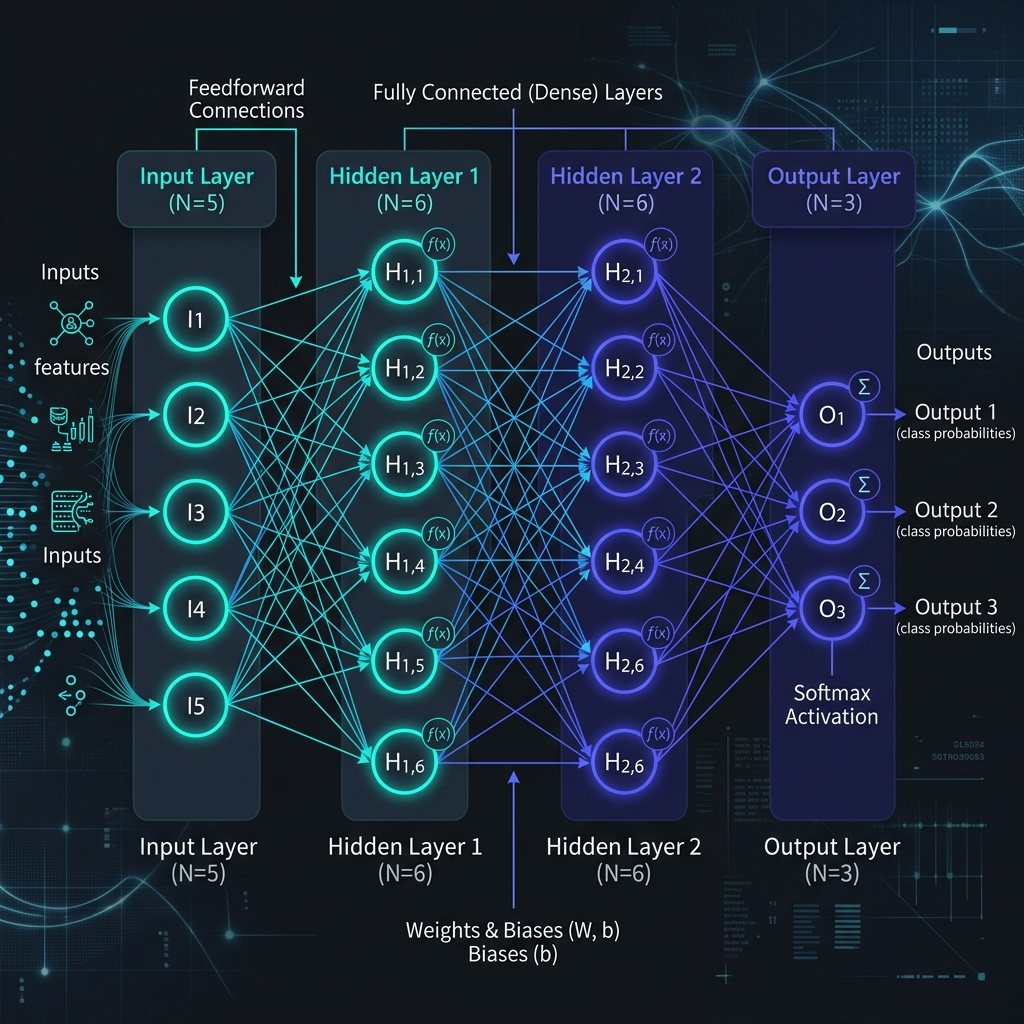 Feedforward
Connections
Fully Connected (Dense) Layers
Input Layer
(N=5)
Hidden Layer 1
(N=6)
Hidden Layer 2
(N=6)
Output Layer
(N=3)
Inputs
features
Inputs
I1
I2
I3
I4
I5
H1,1
f(x)
H1,2
f(x)
H1,3
f(x)
H1,4
f(x)
H1,5
f(x)
H1,6
f(x)
H2,1
f(x)
H2,2
f(x)
H2,3
f(x)
H2,4
f(x)
H2,6
f(x)
H2,6
f(x)
O1
Σ
O2
Σ
O3
Σ
Softmax
Activation
Outputs
Output 1
(class probabilities)
Output 2
(class probabilities)
Output 3
(class probabilities)
Input Layer
(N=5)
Hidden Layer 1
(N=6)
Hidden Layer 2
(N=6)
Output Layer
(N=3)
Weights & Biases (W, b)
Biases (b)